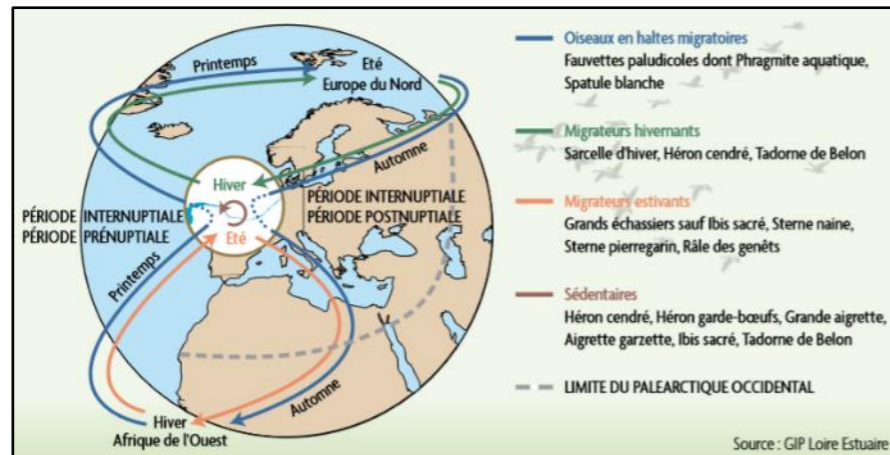 Printemps
Eté
Europe du Nord
Automne
Hiver
PÉRIODE INTERNUPTIALE
PÉRIODE PRÉNUPTIALE
PÉRIODE INTERNUPTIALE
PÉRIODE POSTNUPTIALE
Eté
Printemps
Automne
Hiver
Afrique de l'Ouest
Oiseaux en haltes migratoires
Fauvettes paludicoles dont Phragmite aquatique,
Spatule blanche
Migrateurs hivernants
Sarcelle d'hiver, Héron cendré, Tadorne de Belon
Migrateurs estivants
Grands échassiers sauf Ibis sacré, Sterne naine,
Sterne pierregarin, Râle des genêts
Sédentaires
Héron cendré, Héron garde-bœufs, Grande aigrette,
Aigrette garzette, Ibis sacré, Tadorne de Belon
LIMITE DU PALEARCTIQUE OCCIDENTAL
Source : GIP Loire Estuaire